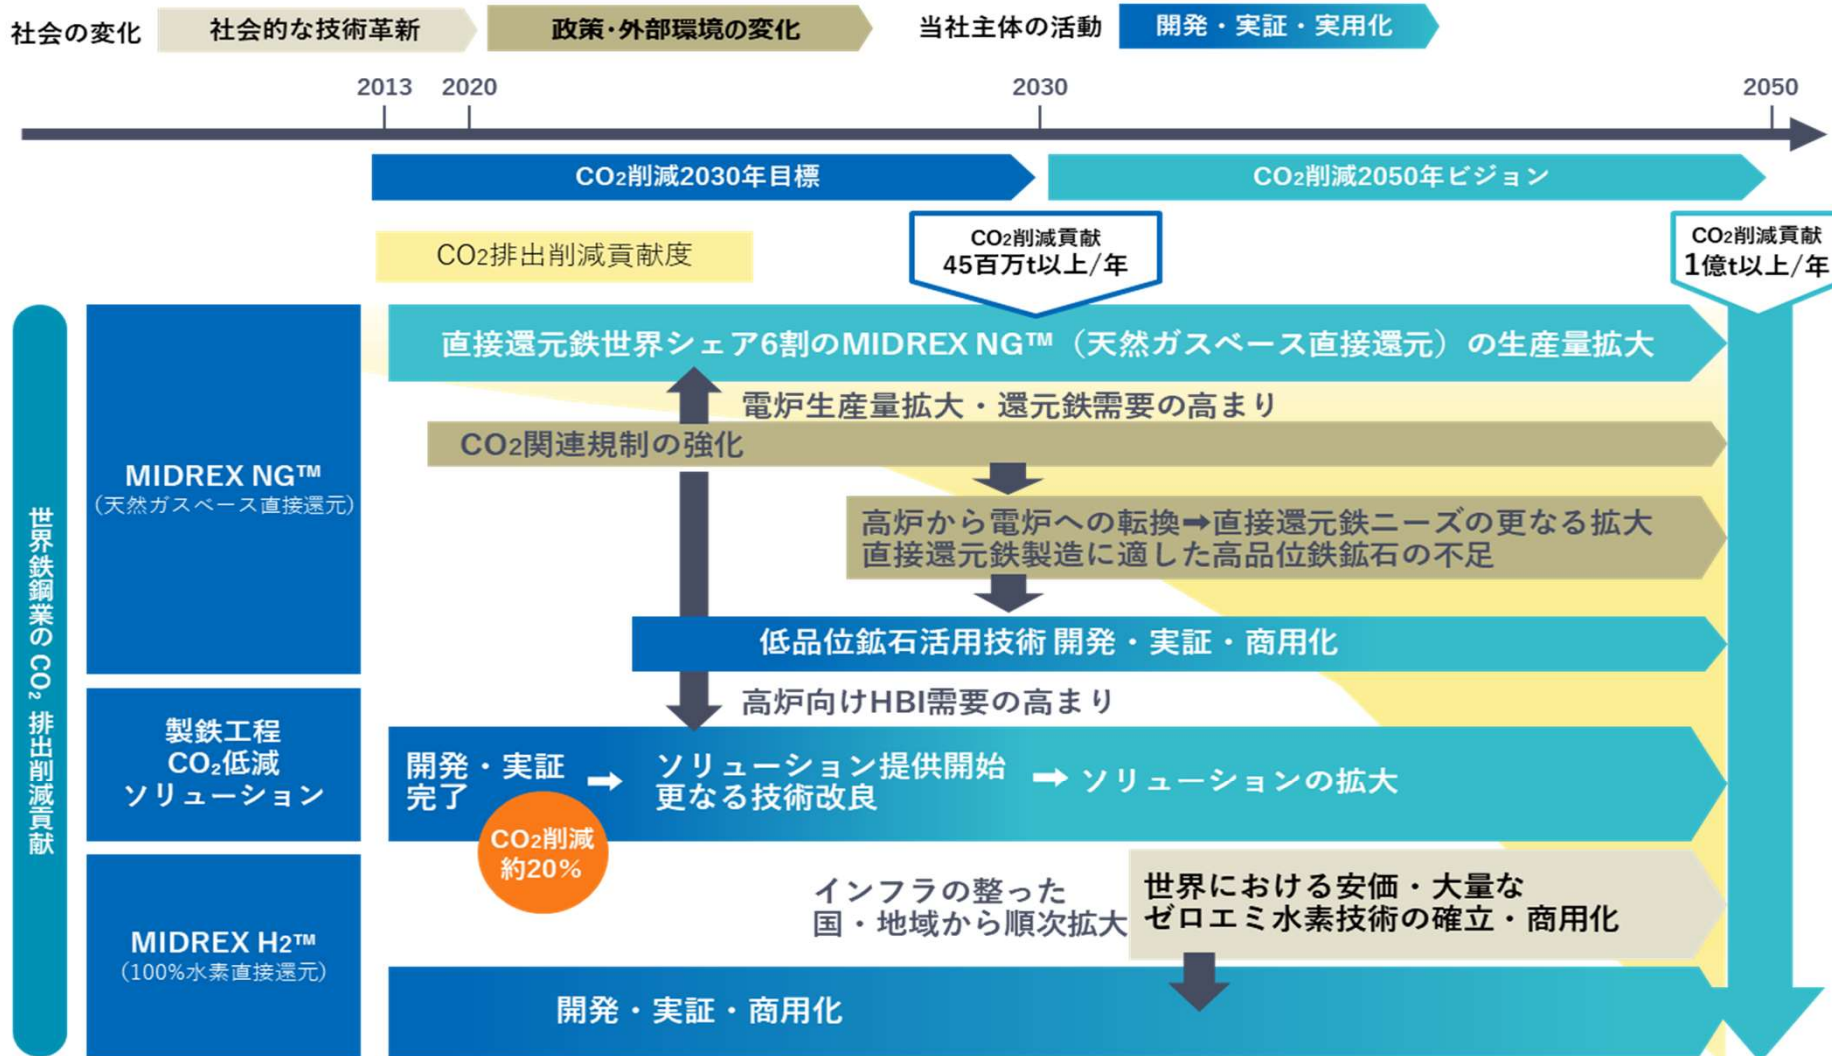 社会の変化
社会的な技術革新
政策・外部環境の変化
当社主体の活動
開発・実証・実用化
2013
2020
2030
2050
CO₂削減2030年目標
CO₂削減2050年ビジョン
CO₂排出削減貢献度
CO₂削減貢献
45百万t以上/年
CO₂削減貢献
1億t以上/年
世界鉄鋼業の CO₂ 排出削減貢献
MIDREX NG™
(天然ガスベース直接還元)
直接還元鉄世界シェア6割のMIDREX NG™（天然ガスベース直接還元）の生産量拡大
電炉生産量拡大・還元鉄需要の高まり
CO₂関連規制の強化
高炉から電炉への転換➡直接還元鉄ニーズの更なる拡大
直接還元鉄製造に適した高品位鉄鉱石の不足
低品位鉱石活用技術 開発・実証・商用化
高炉向けHBI需要の高まり
製鉄工程
CO₂低減
ソリューション
開発・実証
完了
➡
ソリューション提供開始
更なる技術改良
➡
ソリューションの拡大
CO₂削減
約20%
MIDREX H₂™
(100%水素直接還元)
インフラの整った
国・地域から順次拡大
世界における安価・大量な
ゼロエミ水素技術の確立・商用化
開発・実証・商用化